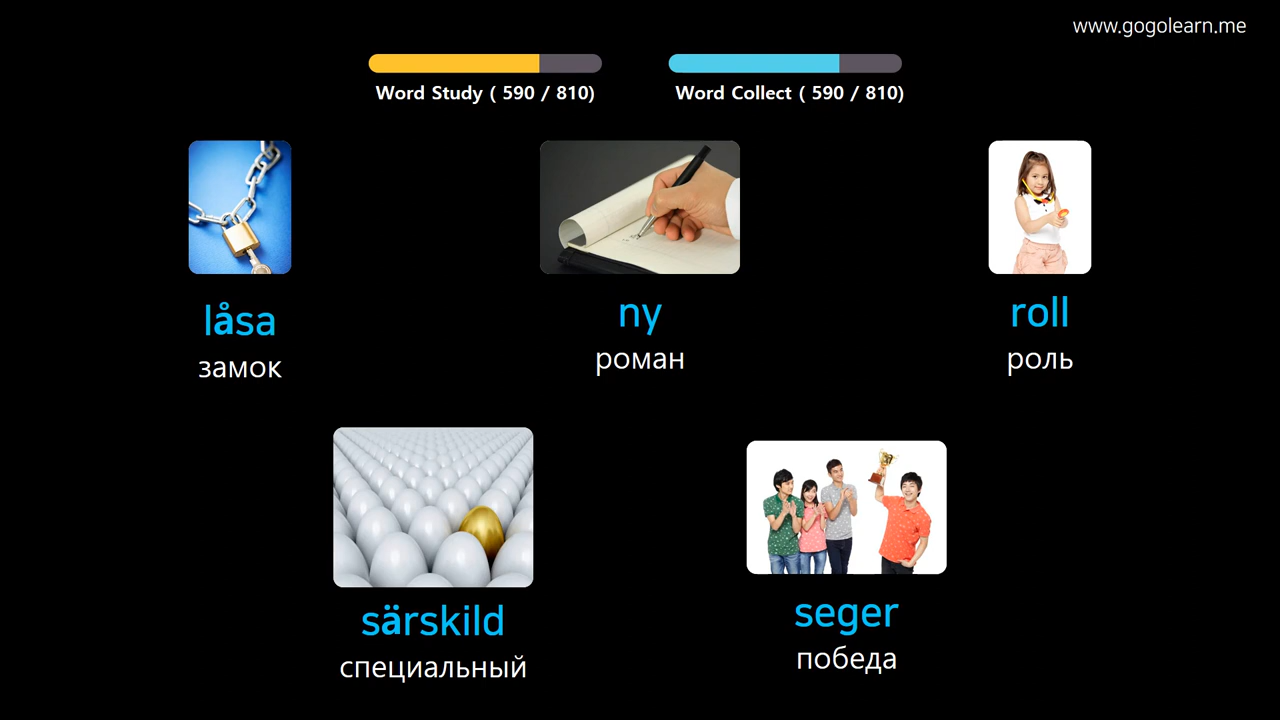 www.gogolearn.me
Word Study ( 590 / 810)
Word Collect ( 590 / 810)
låsa
замок
ny
роман
roll
роль
särskild
специальный
seger
победа